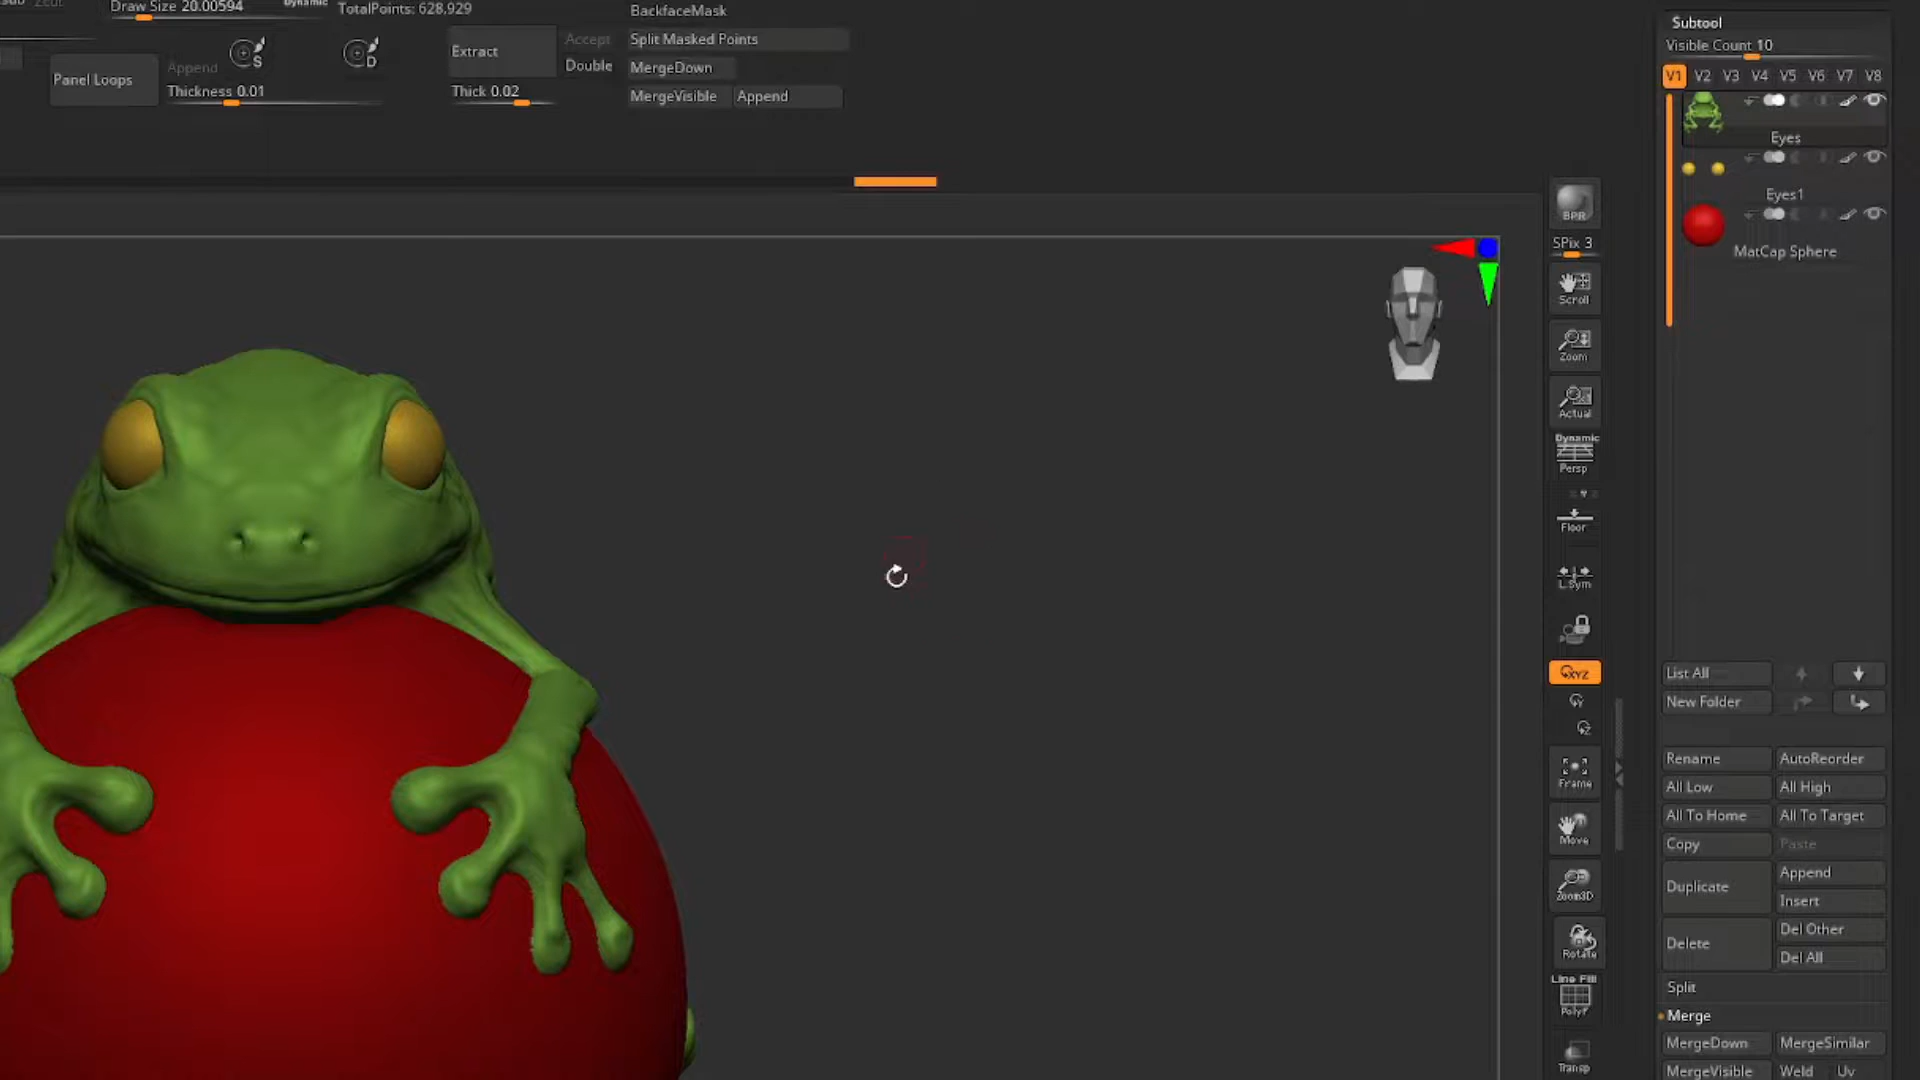 Draw Size 20.00594
Dynamic
TotalPoints: 628,929
BackfaceMask
Panel Loops
Append
S
D
Thickness 0.01
Extract
Accept
Double
Thick 0.02
Split Masked Points
MergeDown
MergeVisible
Append
Subtool
Visible Count 10
V1 V2 V3 V4 V5 V6 V7 V8
Eyes
Eyes1
MatCap Sphere
BPR
SPix 3
Scroll
Zoom
Actual
Dynamic
Persp
Floor
L.Sym
XYZ
Y
Z
Frame
Move
Zoom3D
Rotate
Line Fill
PolyF
Transp
List All
New Folder
Rename AutoReorder
All Low All High
All To Home All To Target
Copy Paste
Duplicate Append
Insert
Delete Del Other
Del All
Split
Merge
MergeDown MergeSimilar
MergeVisible Weld Uv